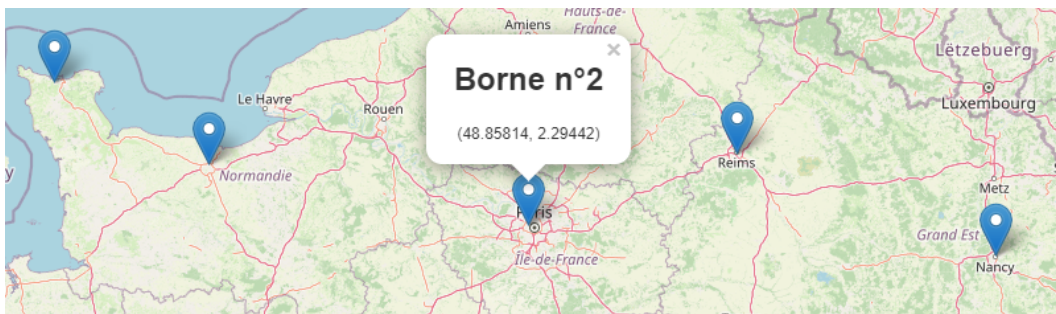 Hauts-de-
France
Amiens
×
Borne n°2
(48.85814, 2.29442)
Lëtzebuerg
Luxembourg
Le Havre
Rouen
Reims
Normandie
y
Metz
Paris
Grand Est
Île-de-France
Nancy